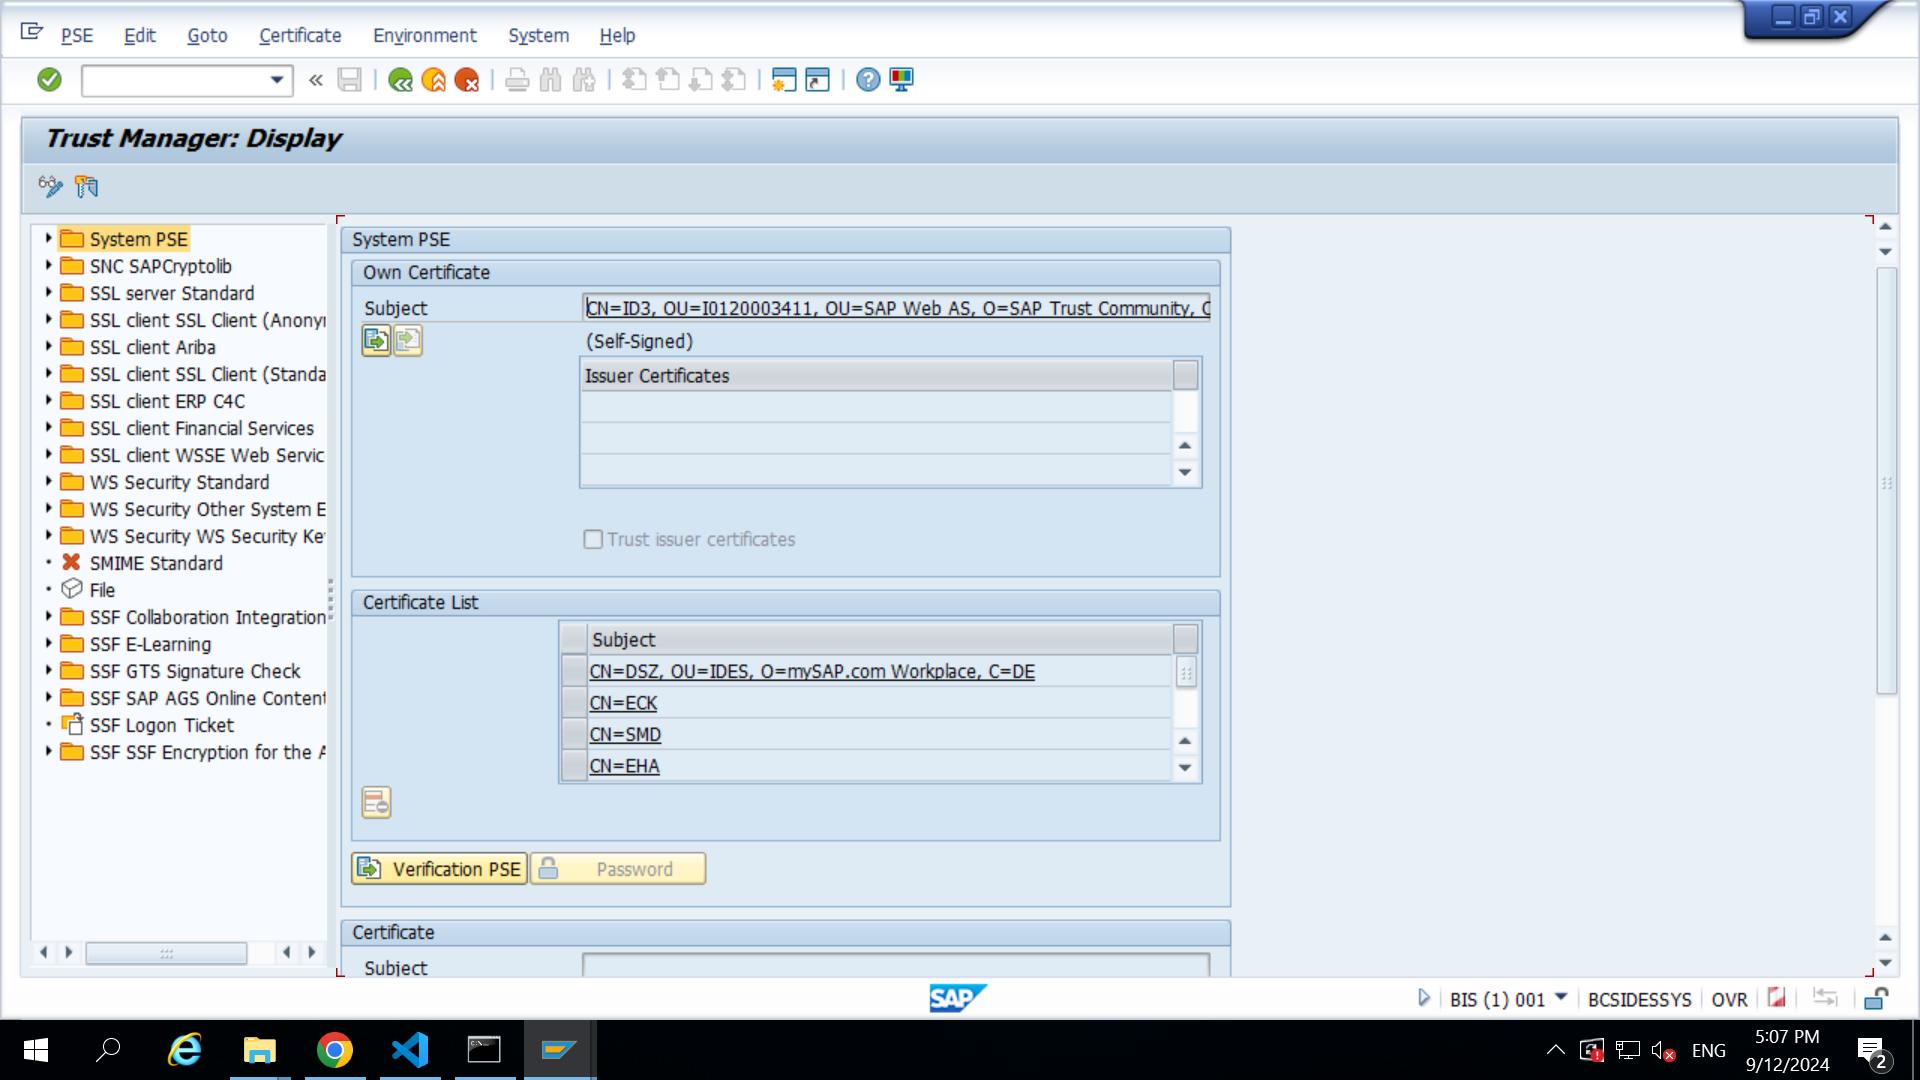 PSE Edit Goto Certificate Environment System Help
Trust Manager: Display
System PSE
SNC SAPCryptolib
SSL server Standard
SSL client SSL Client (Anony
SSL client Ariba
SSL client SSL Client (Standa
SSL client ERP C4C
SSL client Financial Services
SSL client WSSE Web Servic
WS Security Standard
WS Security Other System E
WS Security WS Security Ke
SMIME Standard
File
SSF Collaboration Integration
SSF E-Learning
SSF GTS Signature Check
SSF SAP AGS Online Content
SSF Logon Ticket
SSF SSF Encryption for the A
System PSE
Own Certificate
Subject CN=ID3, OU=I0120003411, OU=SAP Web AS, O=SAP Trust Community, C
(Self-Signed)
Issuer Certificates
Trust issuer certificates
Certificate List
Subject
CN=DSZ, OU=IDES, O=mySAP.com Workplace, C=DE
CN=ECK
CN=SMD
CN=EHA
Verification PSE Password
Certificate
Subject
SAP BIS (1) 001 BCSIDESSYS OVR
ENG 5:07 PM
9/12/2024 2